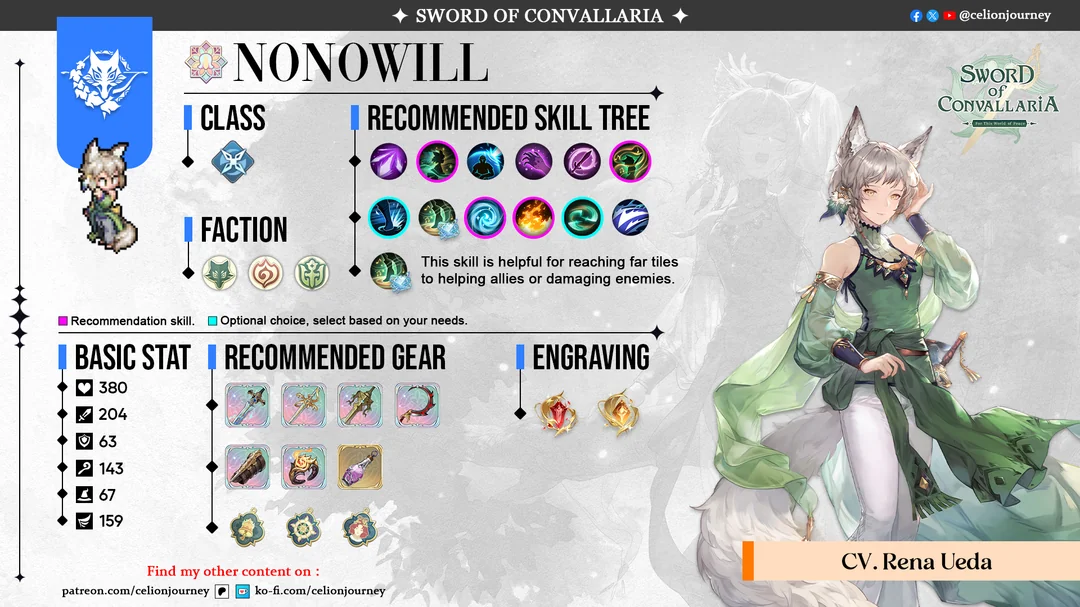 SWORD OF CONVALLARIA
@celionjourney
NONOWILL
SWORD
of
CONVALLARIA
For This World of Peace
CLASS
RECOMMENDED SKILL TREE
FACTION
This skill is helpful for reaching far tiles
to helping allies or damaging enemies.
Recommendation skill.
Optional choice, select based on your needs.
BASIC STAT
RECOMMENDED GEAR
ENGRAVING
380
204
63
143
67
159
CV. Rena Ueda
Find my other content on :
patreon.com/celionjourney
ko-fi.com/celionjourney